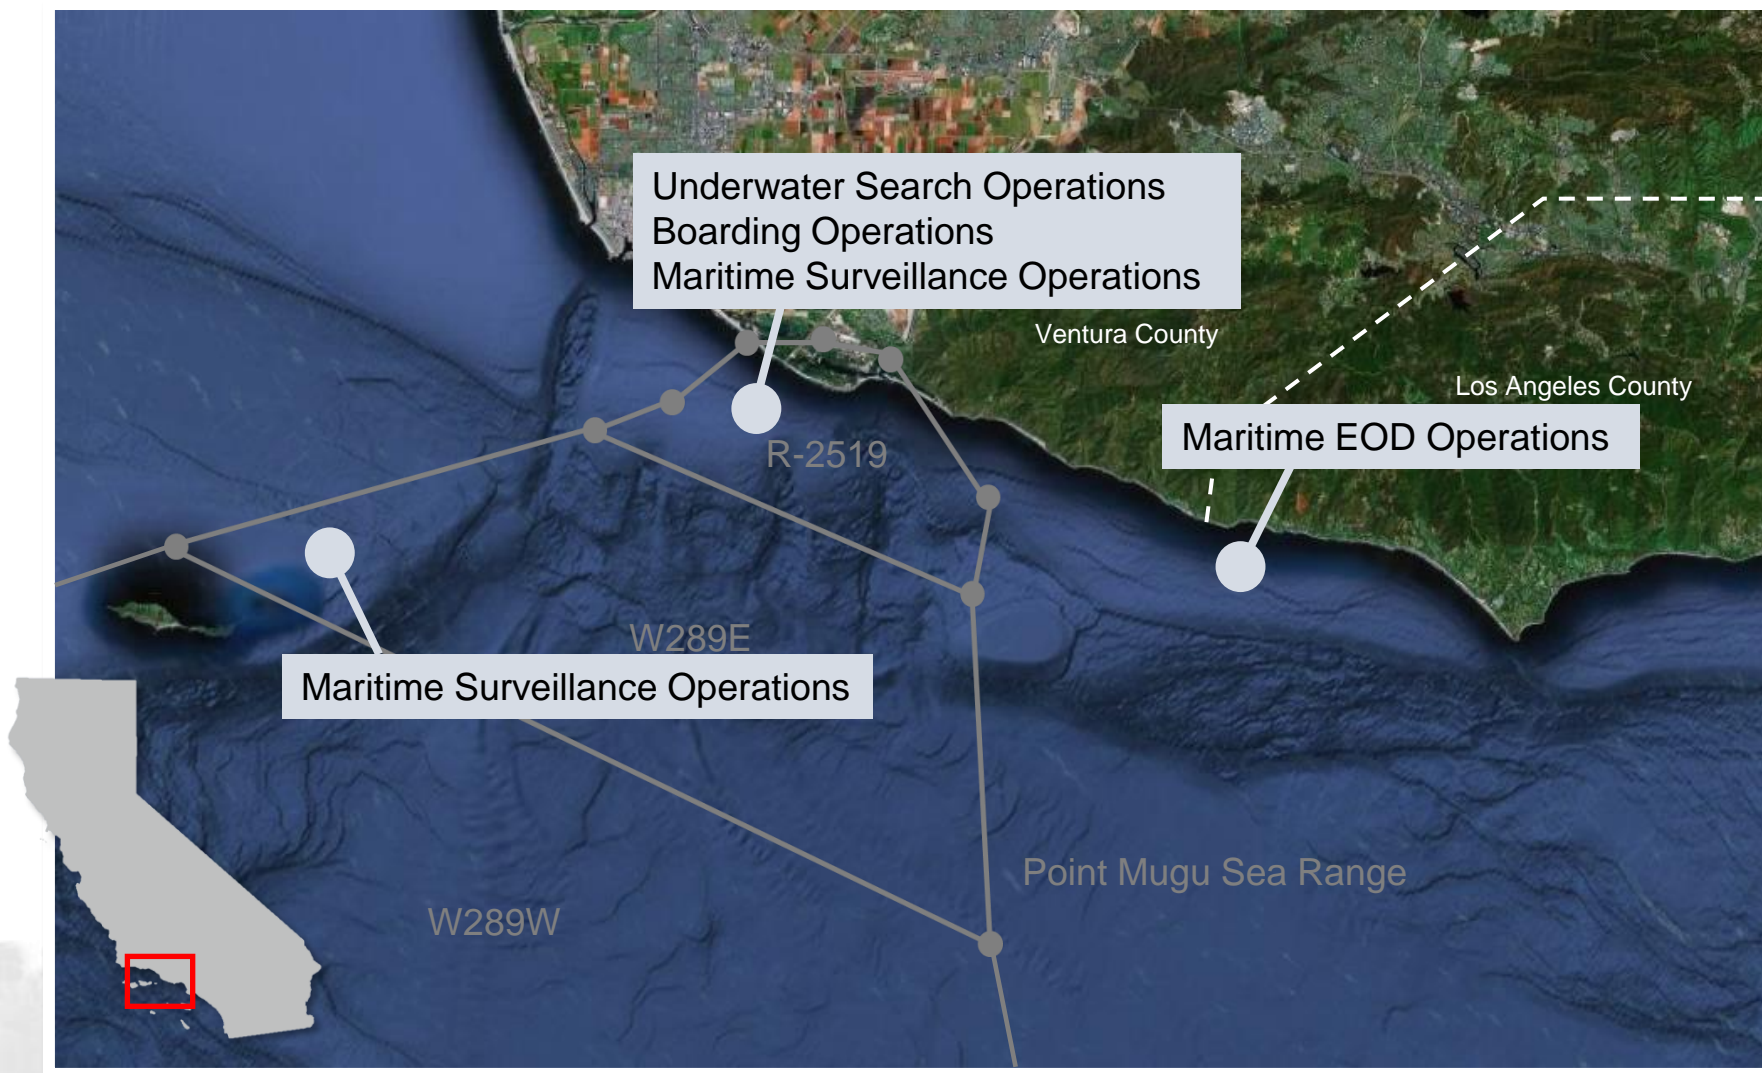 Underwater Search Operations
Boarding Operations
Maritime Surveillance Operations
Ventura County
Los Angeles County
Maritime EOD Operations
R-2519
W289E
Maritime Surveillance Operations
Point Mugu Sea Range
W289W